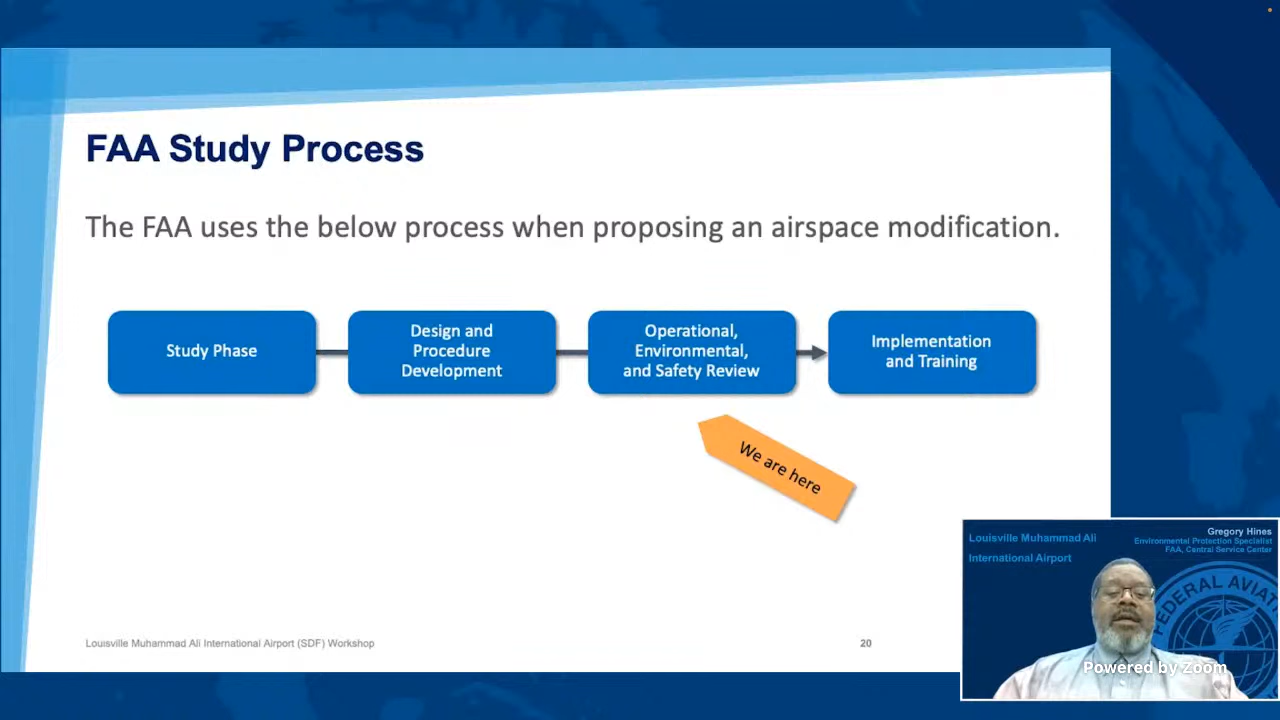 FAA Study Process
The FAA uses the below process when proposing an airspace modification.
Study Phase
Design and
Procedure
Development
Operational,
Environmental,
and Safety Review
Implementation
and Training
We are here
Louisville Muhammad Ali International Airport (SDF) Workshop
20
Louisville Muhammad Ali
International Airport
Gregory Hines
Environmental Protection Specialist
FAA, Central Service Center
FEDERAL AVIA
Powered by Zoom